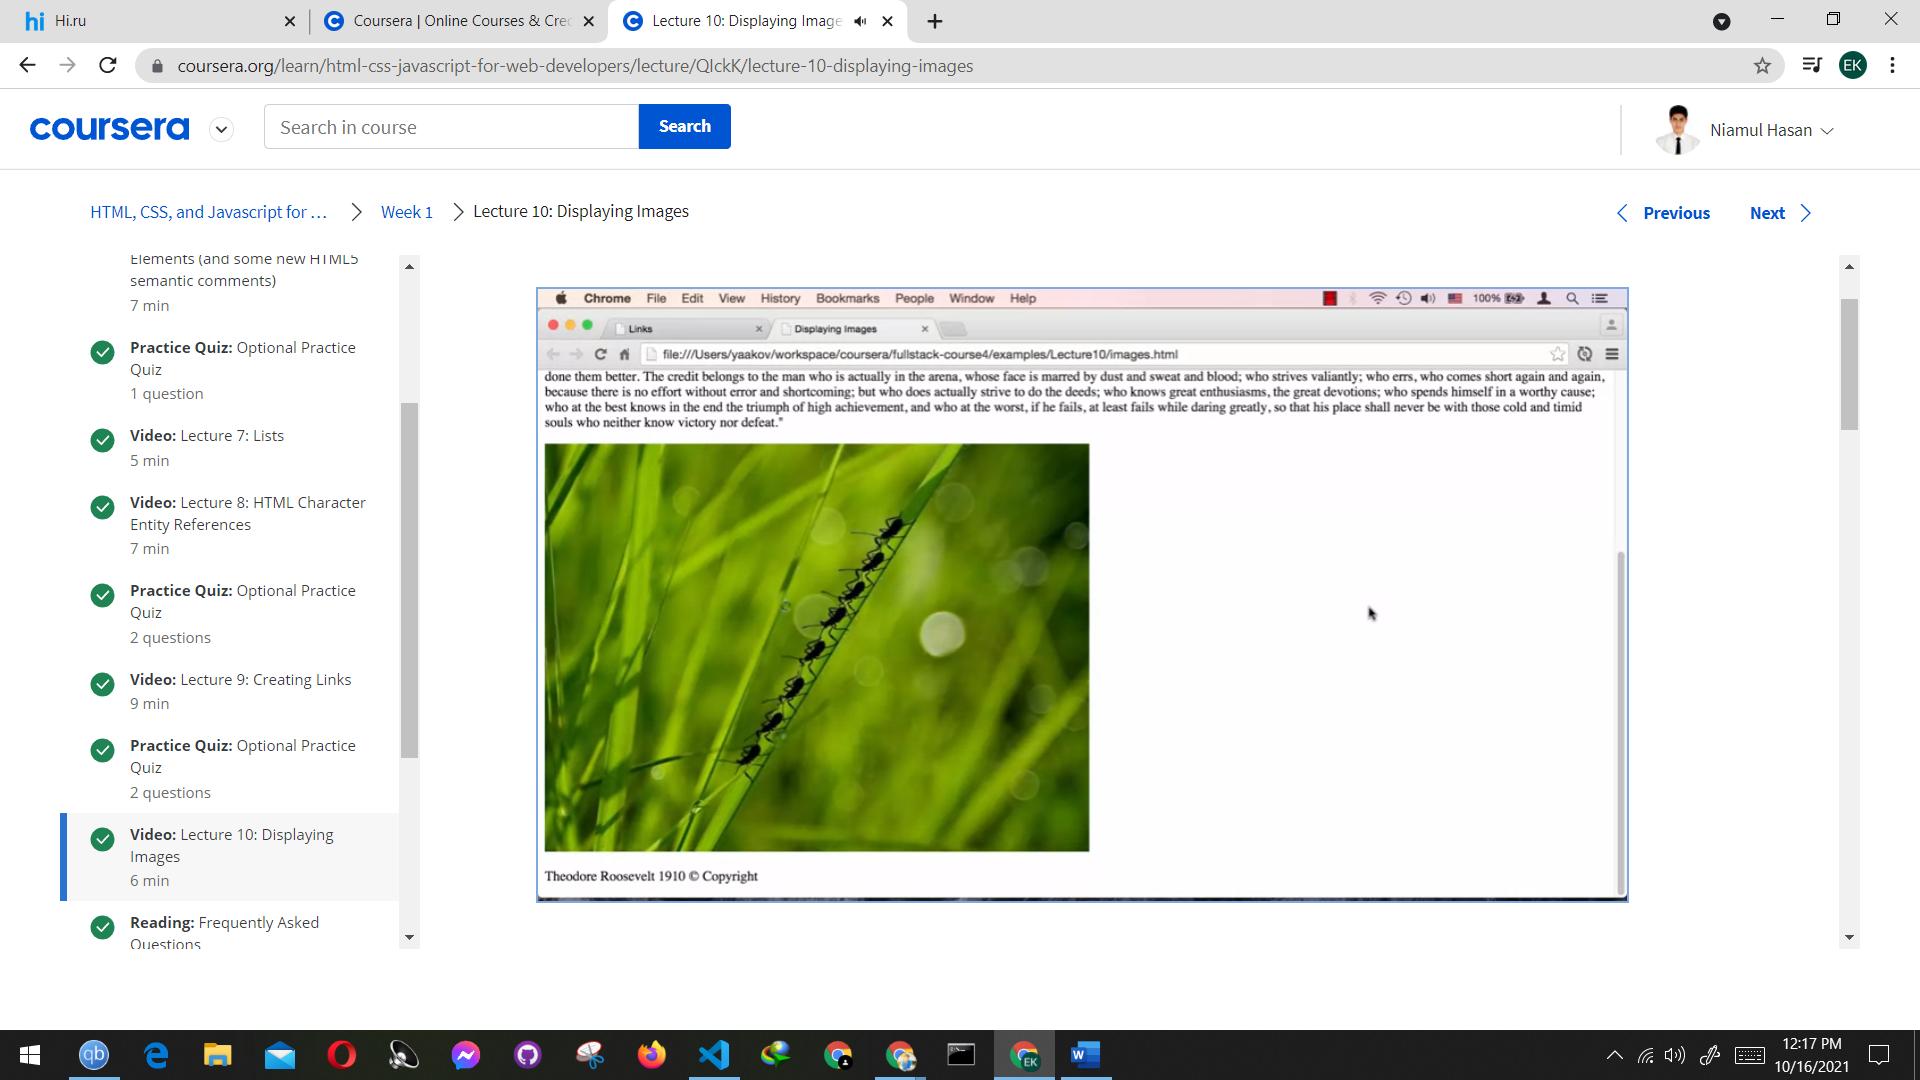 hi Hi.ru
Coursera | Online Courses & Cre
Lecture 10: Displaying Image
coursera.org/learn/html-css-javascript-for-web-developers/lecture/QIckK/lecture-10-displaying-images
EK
coursera
Search in course
Search
Niamul Hasan
HTML, CSS, and Javascript for ...
Week 1
Lecture 10: Displaying Images
Previous
Next
Elements (and some new HTML5
semantic comments)
7 min
Practice Quiz: Optional Practice
Quiz
1 question
Video: Lecture 7: Lists
5 min
Video: Lecture 8: HTML Character
Entity References
7 min
Practice Quiz: Optional Practice
Quiz
2 questions
Video: Lecture 9: Creating Links
9 min
Practice Quiz: Optional Practice
Quiz
2 questions
Video: Lecture 10: Displaying
Images
6 min
Reading: Frequently Asked
Questions
Chrome File Edit View History Bookmarks People Window Help 100%
Links
Displaying Images
file:///Users/yaakov/workspace/coursera/fullstack-course4/examples/Lecture10/images.html
done them better. The credit belongs to the man who is actually in the arena, whose face is marred by dust and sweat and blood; who strives valiantly; who errs, who comes short again and again,
because there is no effort without error and shortcoming; but who does actually strive to do the deeds; who knows great enthusiasms, the great devotions; who spends himself in a worthy cause;
who at the best knows in the end the triumph of high achievement, and who at the worst, if he fails, at least fails while daring greatly, so that his place shall never be with those cold and timid
souls who neither know victory nor defeat."
Theodore Roosevelt 1910 © Copyright
qb
EK
W
12:17 PM
10/16/2021